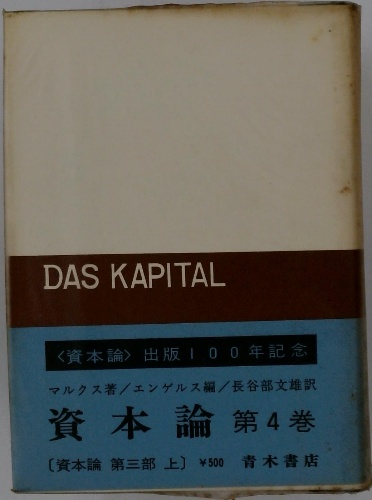 DAS KAPITAL
〈資本論〉出版100年記念
マルクス著／エンゲルス編／長谷部文雄訳
資本論 第4巻
〔資本論 第三部 上〕 ￥500 青木書店